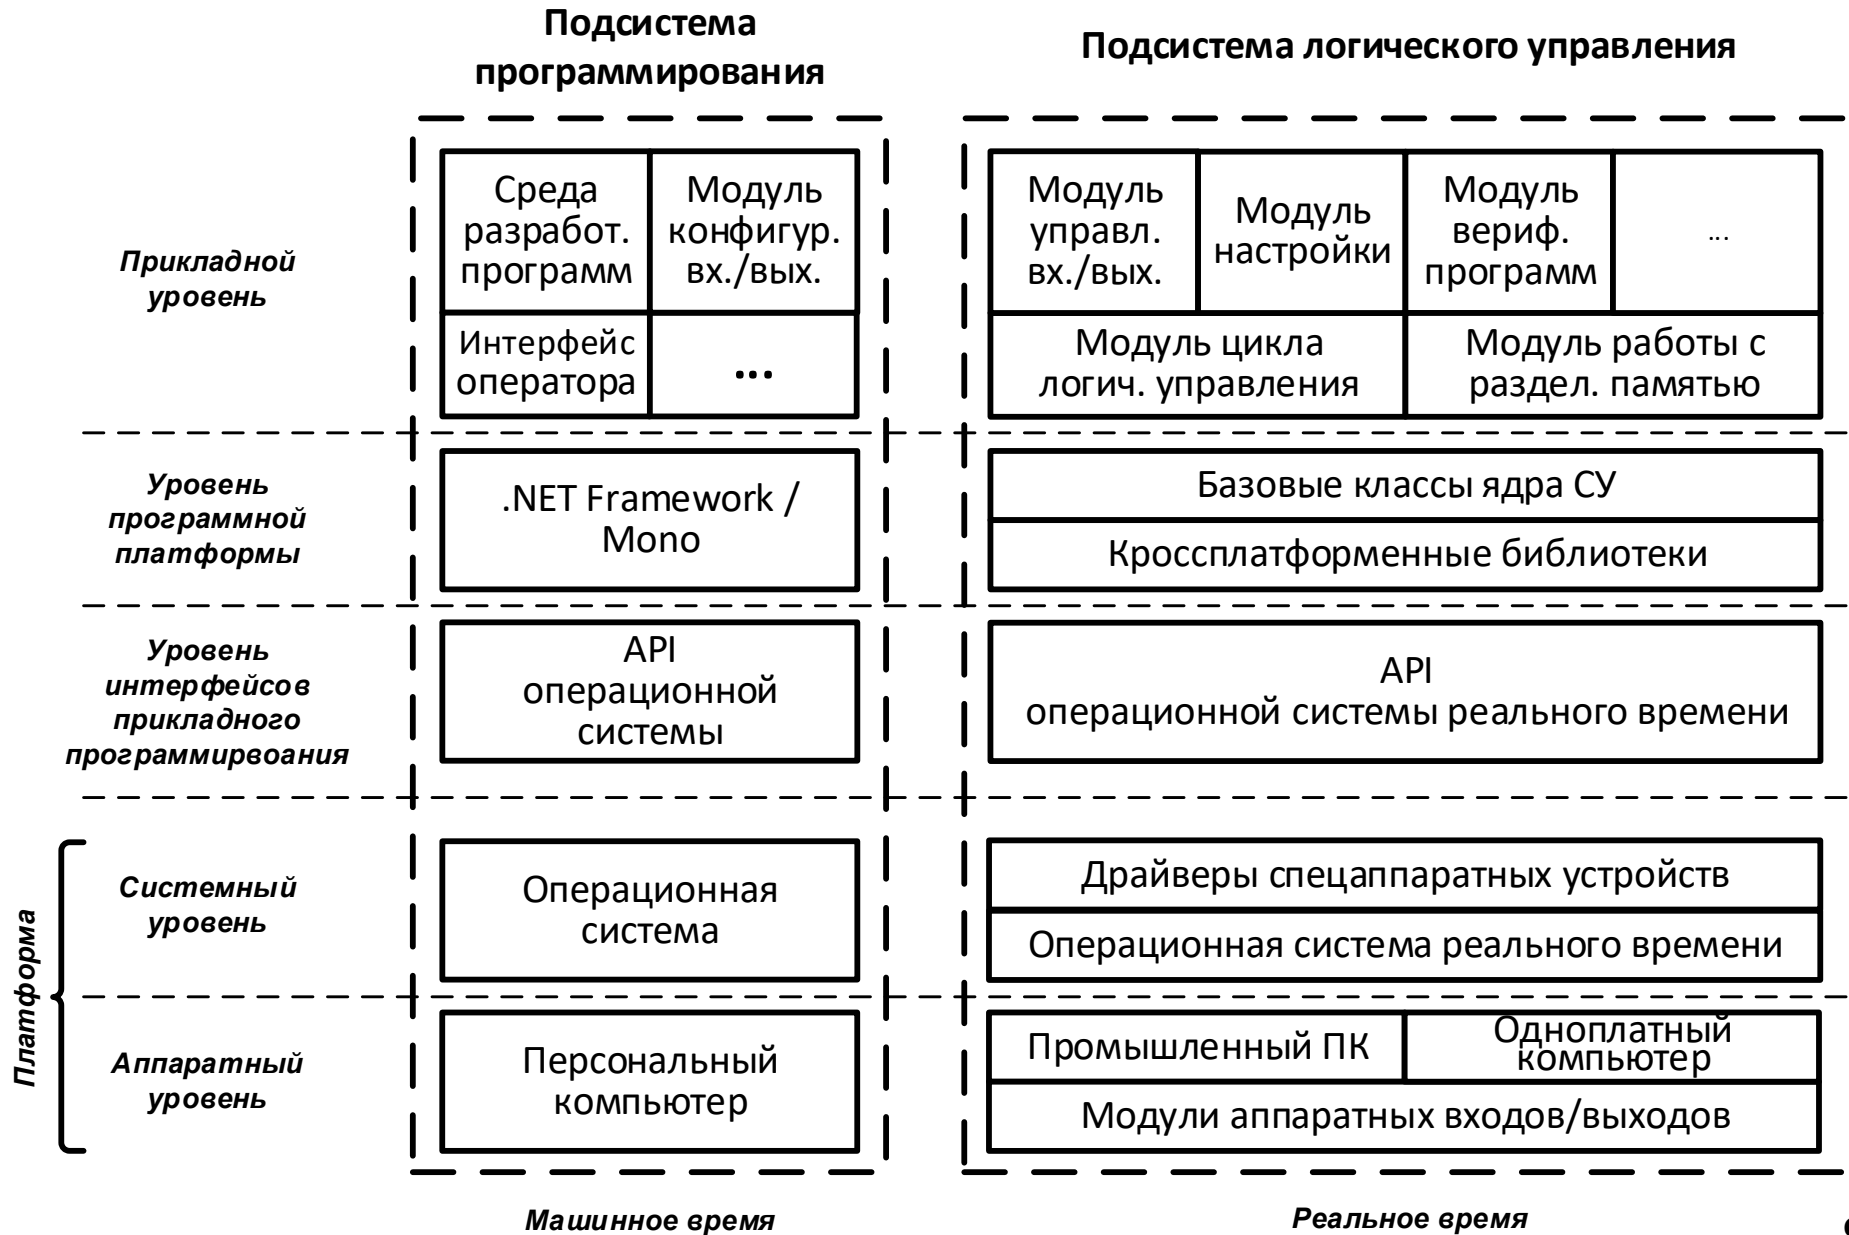 Подсистема
программирования
Подсистема логического управления
Прикладной
уровень
Среда
разработ.
программ
Модуль
конфигур.
вх./вых.
Интерфейс
оператора
...
Модуль
управл.
вх./вых.
Модуль
настройки
Модуль
вериф.
программ
...
Модуль цикла
логич. управления
Модуль работы с
раздел. памятью
Уровень
программной
платформы
.NET Framework /
Mono
Базовые классы ядра СУ
Кроссплатформенные библиотеки
Уровень
интерфейсов
прикладного
программирвоания
API
операционной
системы
API
операционной системы реального времени
Платформа
Системный
уровень
Операционная
система
Драйверы спецаппаратных устройств
Операционная система реального времени
Аппаратный
уровень
Персональный
компьютер
Промышленный ПК
Одноплатный
компьютер
Модули аппаратных входов/выходов
Машинное время
Реальное время